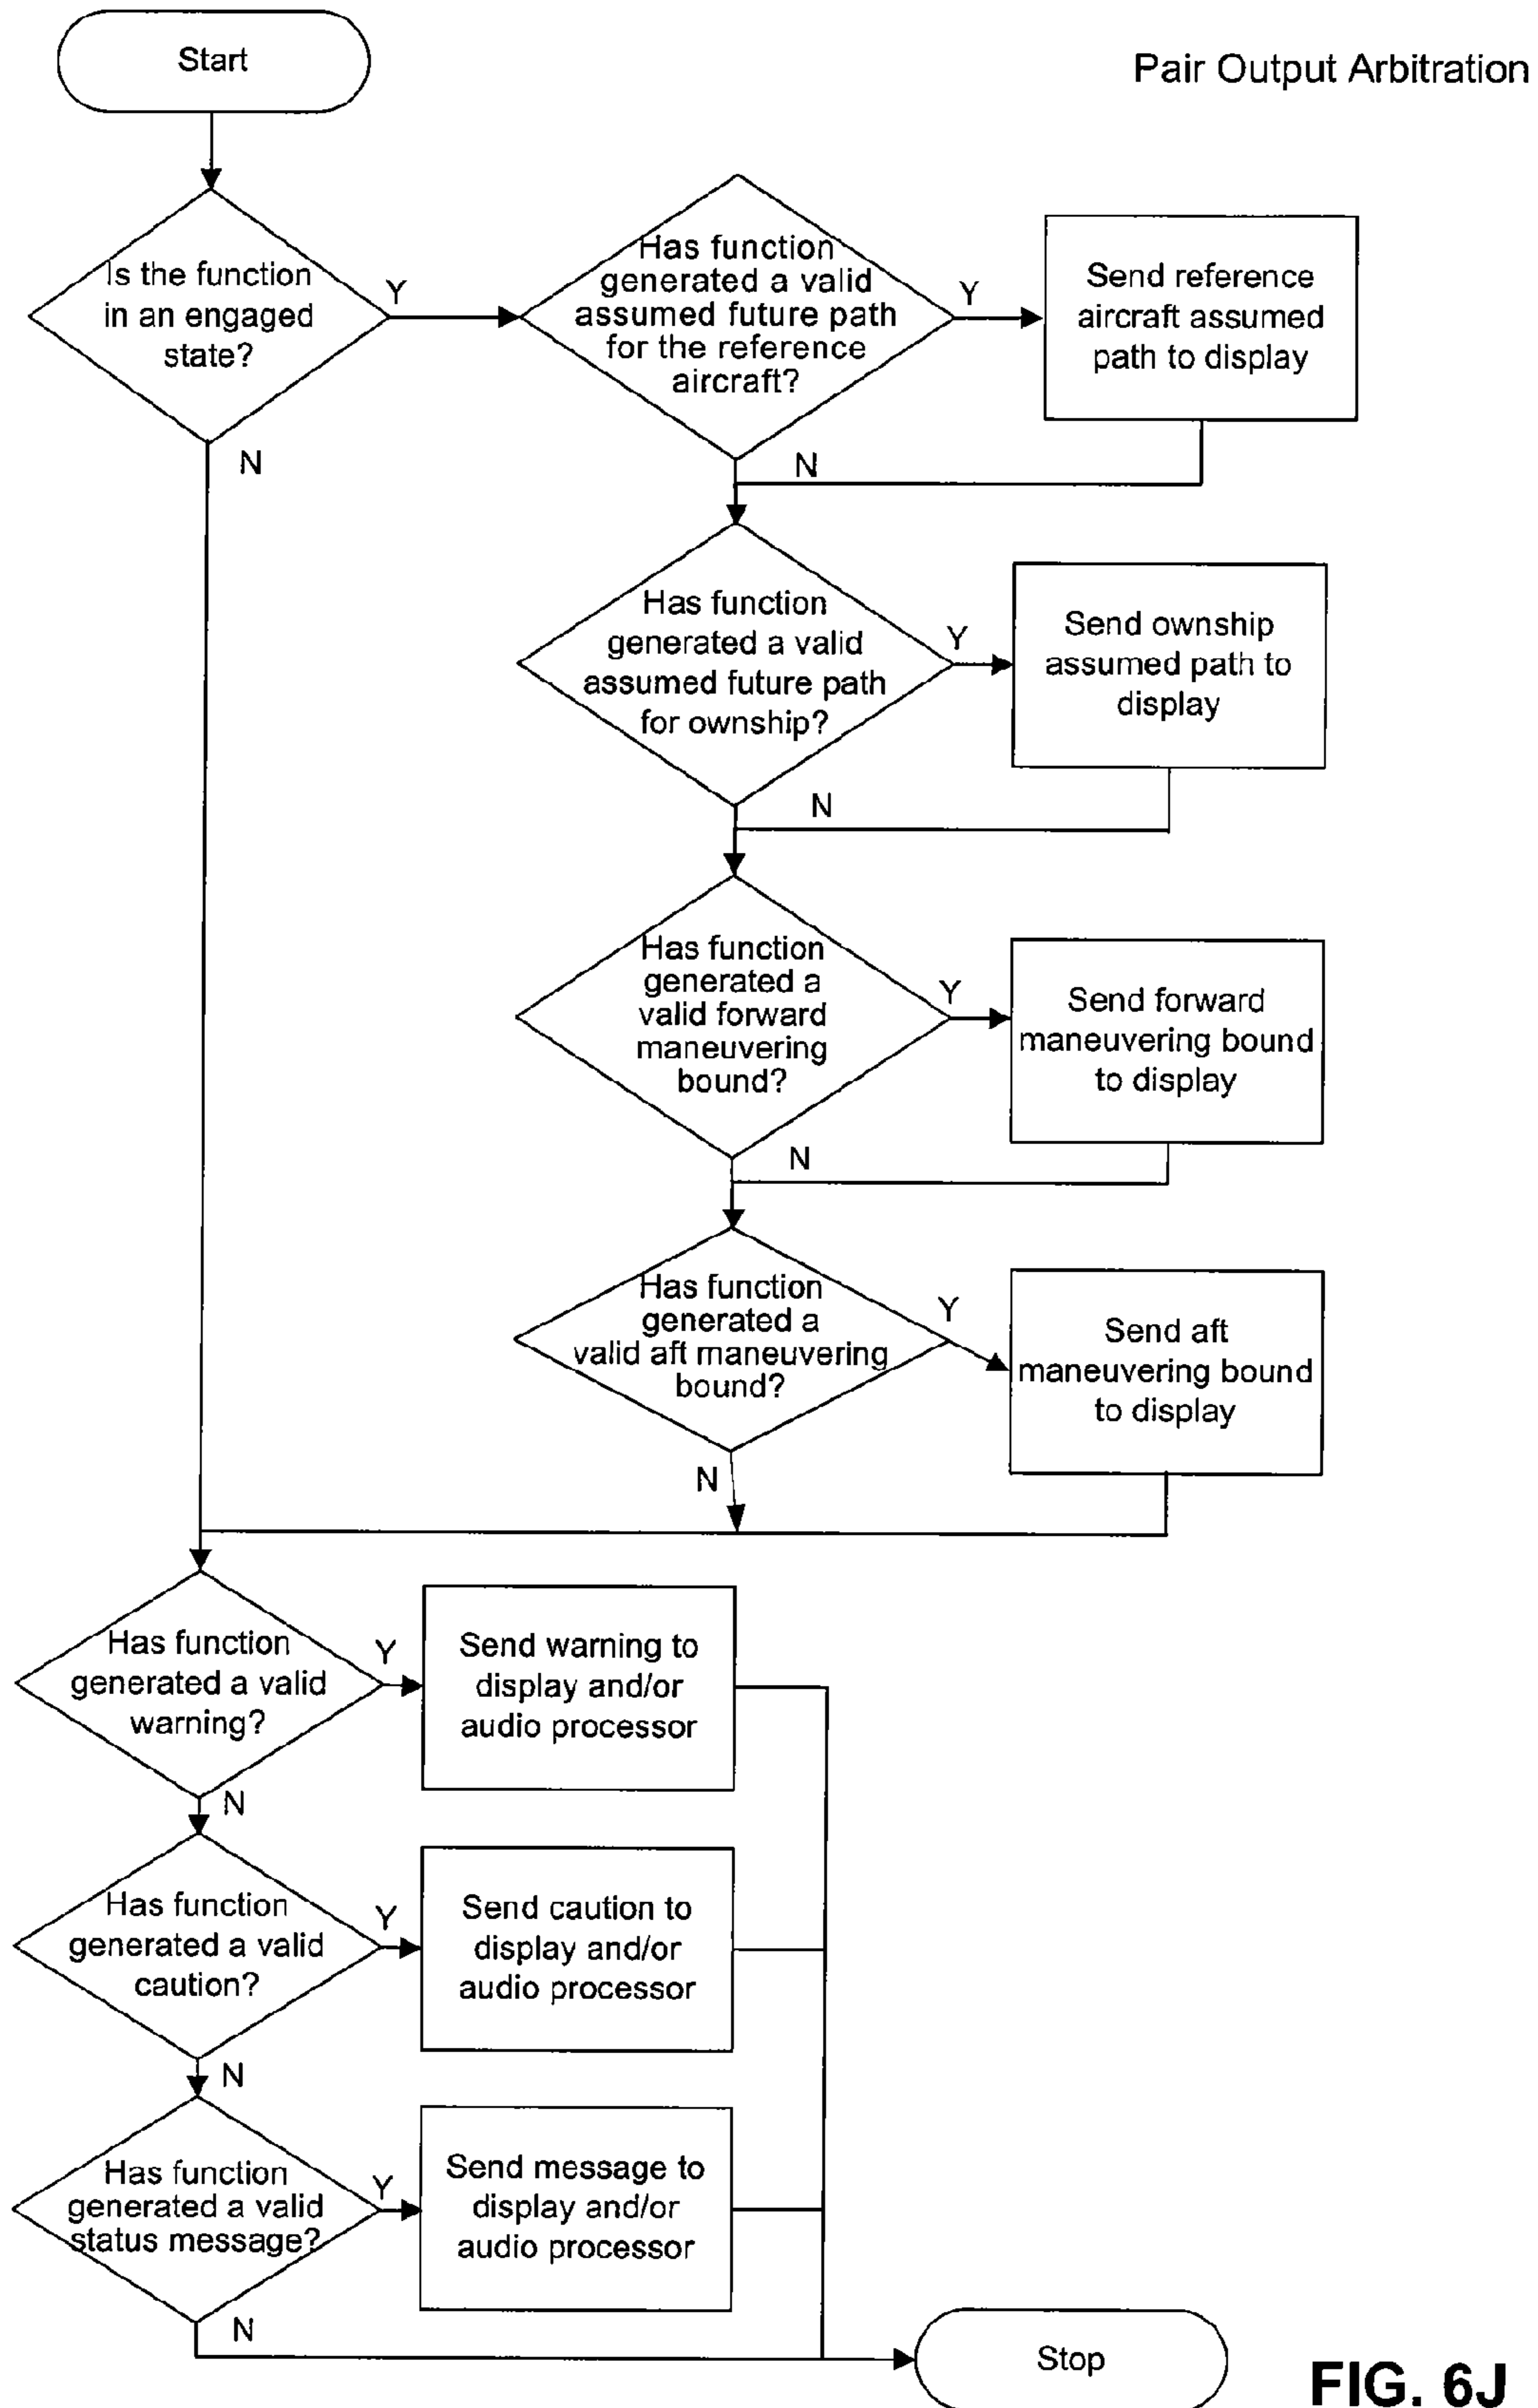 Start
Pair Output Arbitration
Is the function
in an engaged
state?
Y
N
Has function
generated a valid
assumed future path
for the reference
aircraft?
Y
N
Send reference
aircraft assumed
path to display
Has function
generated a valid
assumed future path
for ownship?
Y
N
Send ownship
assumed path to
display
Has function
generated a
valid forward
maneuvering
bound?
Y
N
Send forward
maneuvering bound
to display
Has function
generated a
valid aft maneuvering
bound?
Y
N
Send aft
maneuvering bound
to display
Has function
generated a valid
warning?
Y
N
Send warning to
display and/or
audio processor
Has function
generated a valid
caution?
Y
N
Send caution to
display and/or
audio processor
Has function
generated a valid
status message?
Y
N
Send message to
display and/or
audio processor
Stop
FIG. 6J